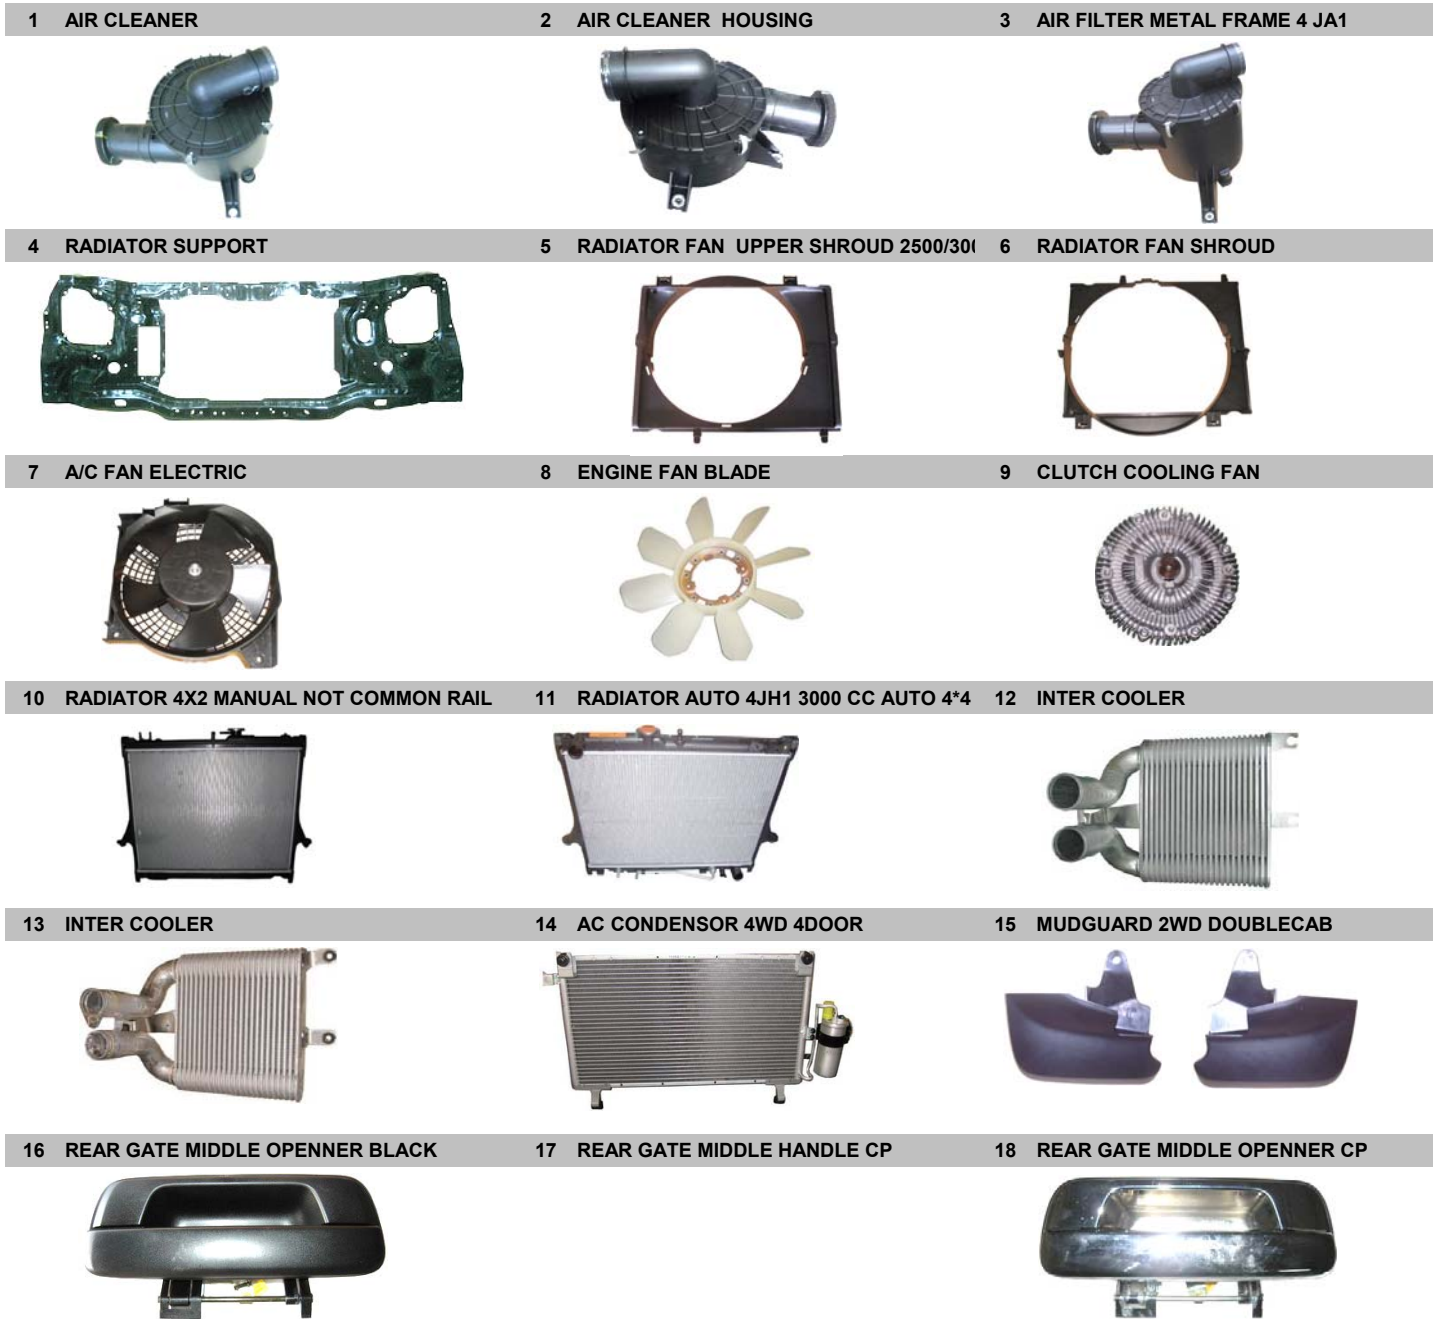 1 AIR CLEANER 2 AIR CLEANER HOUSING 3 AIR FILTER METAL FRAME 4 JA1
4 RADIATOR SUPPORT 5 RADIATOR FAN UPPER SHROUD 2500/300 6 RADIATOR FAN SHROUD
7 A/C FAN ELECTRIC 8 ENGINE FAN BLADE 9 CLUTCH COOLING FAN
10 RADIATOR 4X2 MANUAL NOT COMMON RAIL 11 RADIATOR AUTO 4JH1 3000 CC AUTO 4*4 12 INTER COOLER
13 INTER COOLER 14 AC CONDENSOR 4WD 4DOOR 15 MUDGUARD 2WD DOUBLECAB
16 REAR GATE MIDDLE OPENNER BLACK 17 REAR GATE MIDDLE HANDLE CP 18 REAR GATE MIDDLE OPENNER CP